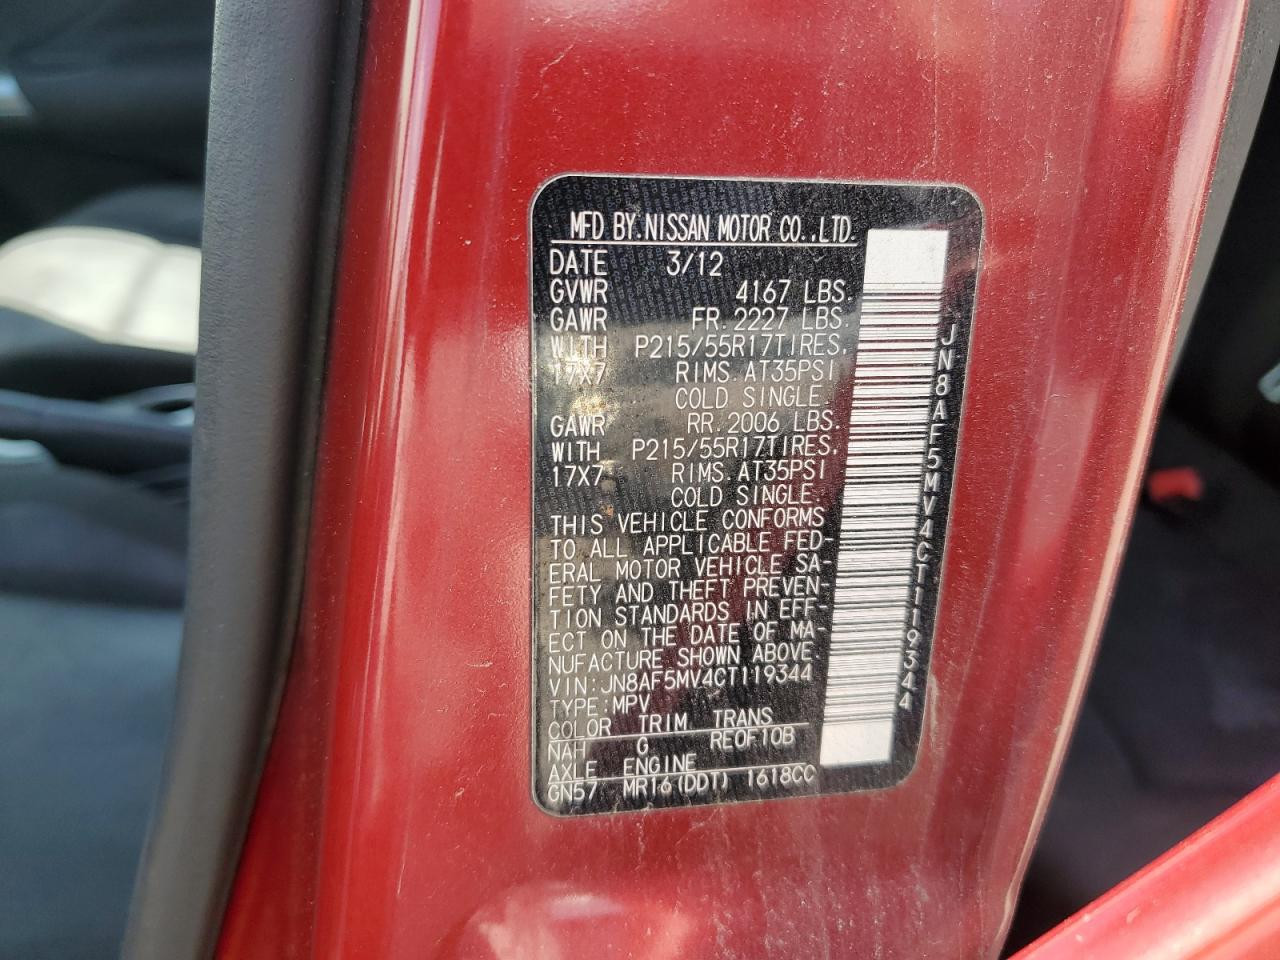 MFD BY. NISSAN MOTOR CO., LTD.
DATE 3/12
GVWR 4167 LBS.
GAWR FR. 2227 LBS.
WITH P215/55R17TIRES,
17X7 RIMS. AT35PSI
COLD SINGLE.
GAWR RR. 2006 LBS.
WITH P215/55R17TIRES,
17X7 RIMS. AT35PSI
COLD SINGLE.
THIS VEHICLE CONFORMS
TO ALL APPLICABLE FED-
ERAL MOTOR VEHICLE SA-
FETY AND THEFT PREVEN-
TION STANDARDS IN EFF-
ECT ON THE DATE OF MA-
NUFACTURE SHOWN ABOVE
VIN:JN8AF5MV4CT119344
TYPE:MPV
COLOR TRIM TRANS
NAH G RE0F10B
AXLE ENGINE
GN57 MR16(DDT) 1618CC
JN8AF5MV4CT119344